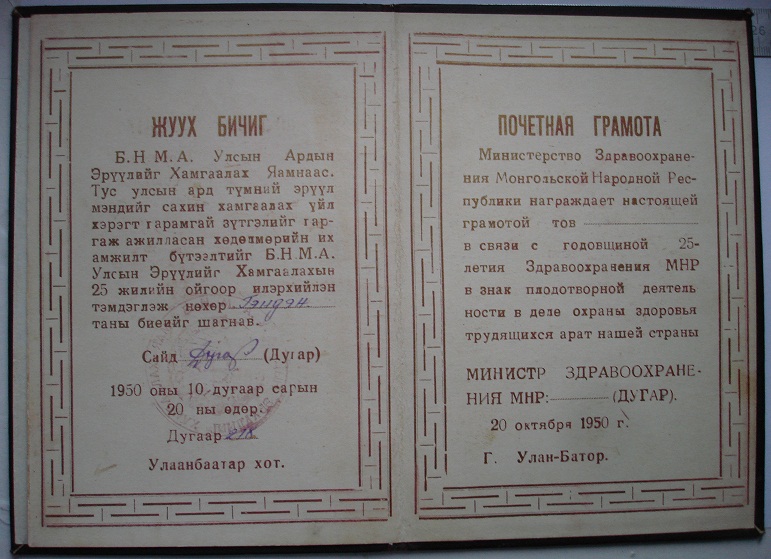 ЖУУХ БИЧИГ
Б.Н М.А. Улсын Ардын
Эрүүлийг Хамгаалах Яамнаас.
Тус улсын ард түмний эрүүл
мэндийг сахин хамгаалах үйл
хэрэгт гарамгай зүтгэлийг гар-
гаж ажилласан хөдөлмөрийн их
амжилт бүтээлтийг Б.Н.М.А.
Улсын Эрүүлийг Хамгаалахын
25 жилийн ойгоор илэрхийлэн
тэмдэглэж нөхөр Гэндэн
таны биеийг шагнав.
Сайд (Дугар)
1950 оны 10 дугаар сарын
20 ны өдөр.
Дугаар
Улаанбаатар хот.
ПОЧЕТНАЯ ГРАМОТА
Министерство Здравоохране-
ния Монгольской Народной Рес-
публики награждает настоящей
грамотой тов
в связи с годовщиной 25-
летия Здравоохранения МНР
в знак плодотворной деятель
ности в деле охраны здоровья
трудящихся арат нашей страны
МИНИСТР ЗДРАВООХРАНЕ-
НИЯ МНР: (ДУГАР).
20 октября 1950 г.
Г. Улан-Батор.